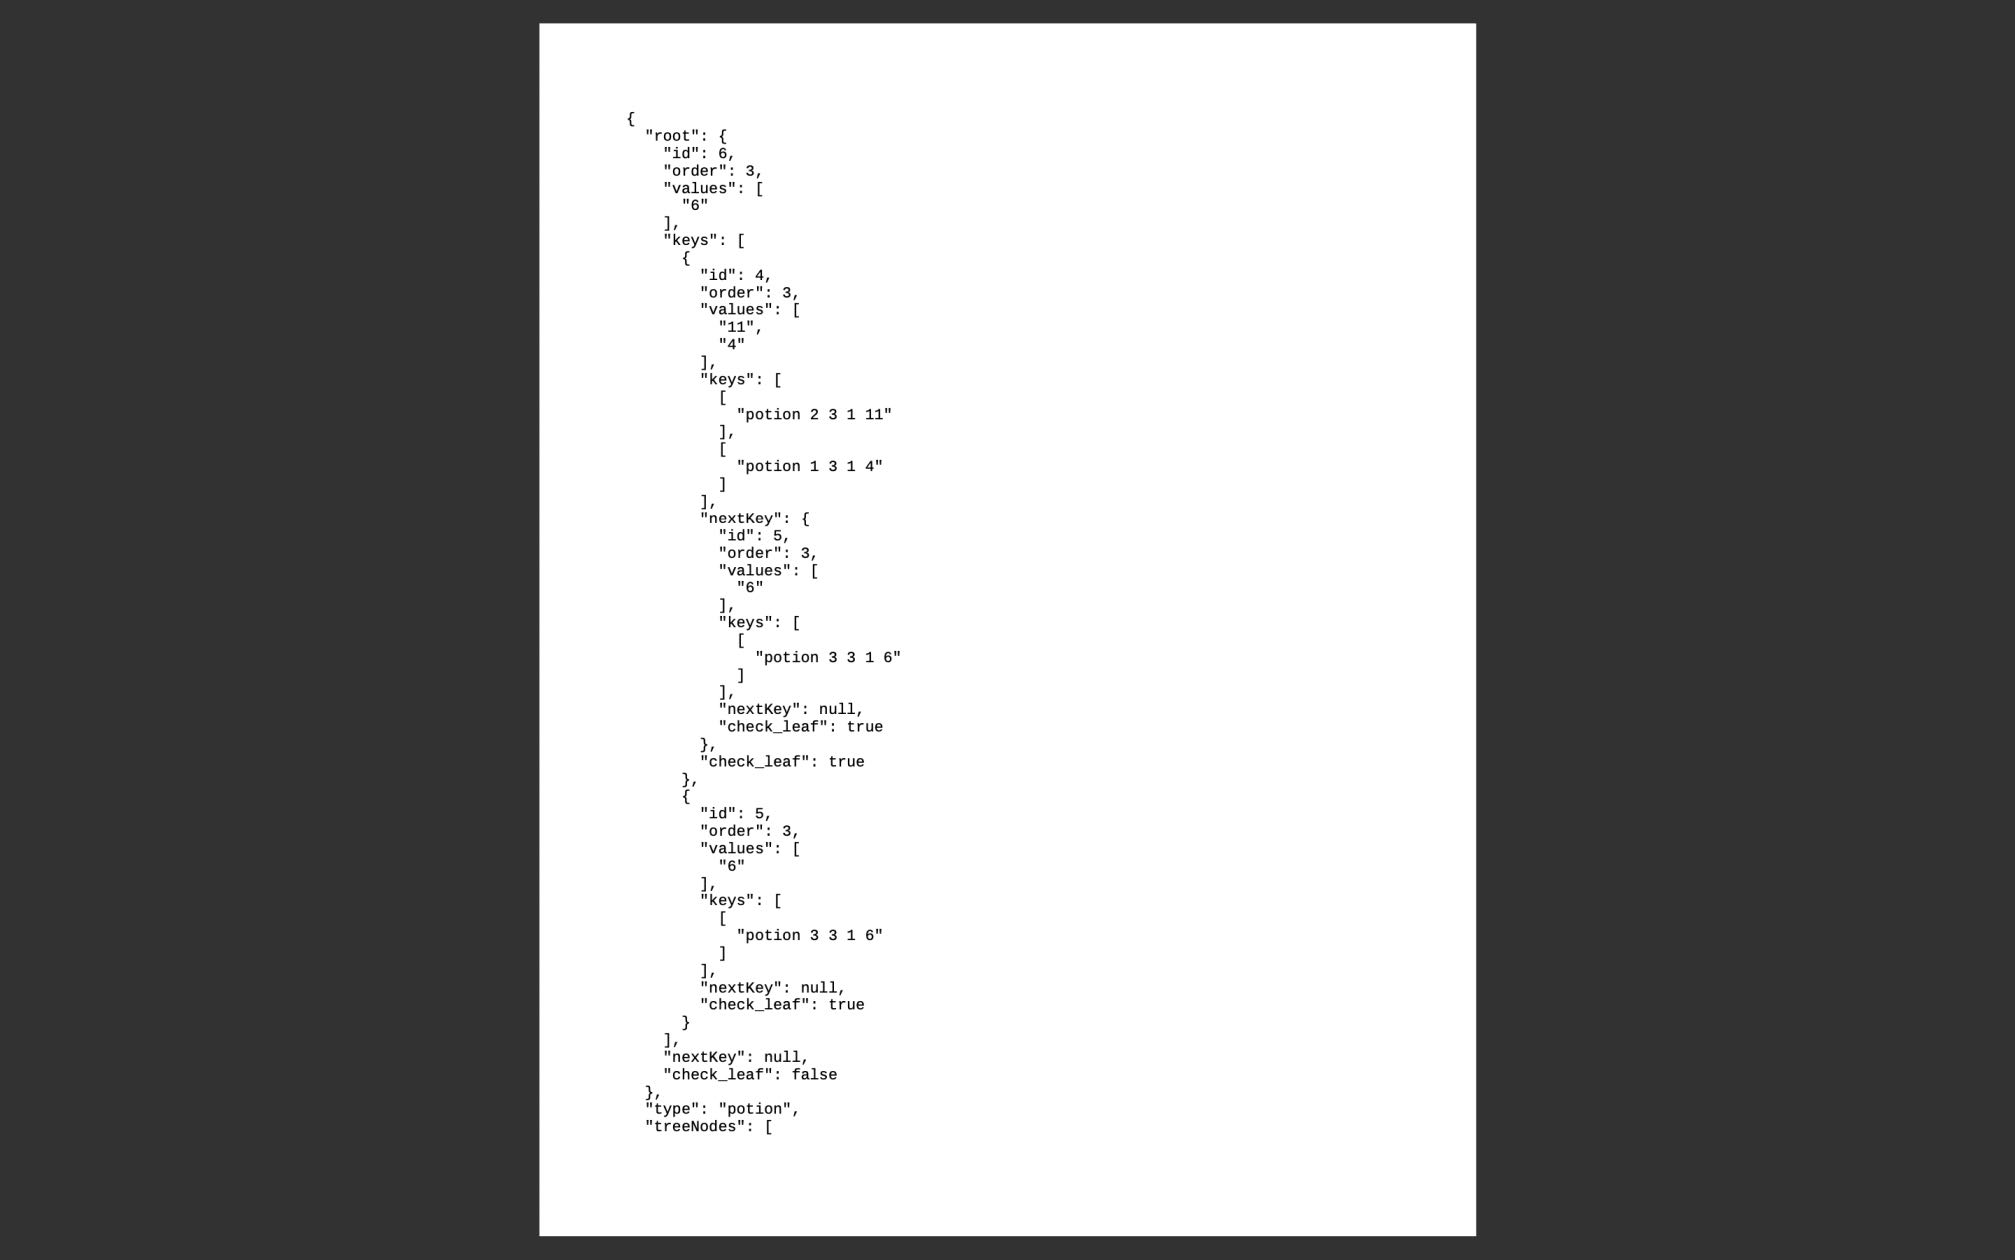 {
  "root": {
    "id": 6,
    "order": 3,
    "values": [
      "6"
    ],
    "keys": [
      {
        "id": 4,
        "order": 3,
        "values": [
          "11",
          "4"
        ],
        "keys": [
          [
            "potion 2 3 1 11"
          ],
          [
            "potion 1 3 1 4"
          ]
        ],
        "nextKey": {
          "id": 5,
          "order": 3,
          "values": [
            "6"
          ],
          "keys": [
            [
              "potion 3 3 1 6"
            ]
          ],
          "nextKey": null,
          "check_leaf": true
        },
        "check_leaf": true
      },
      {
        "id": 5,
        "order": 3,
        "values": [
          "6"
        ],
        "keys": [
          [
            "potion 3 3 1 6"
          ]
        ],
        "nextKey": null,
        "check_leaf": true
      }
    ],
    "nextKey": null,
    "check_leaf": false
  },
  "type": "potion",
  "treeNodes": [